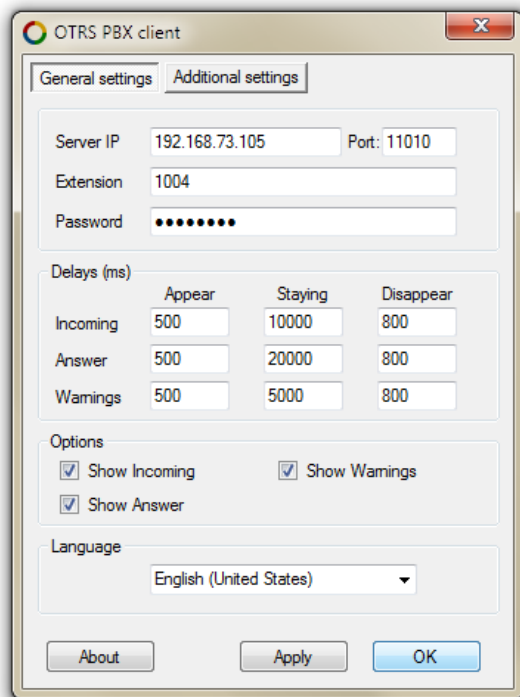 OTRS PBX client
General settings Additional settings
Server IP 192.168.73.105 Port: 11010
Extension 1004
Password ●●●●●●●●
Delays (ms)
Appear Staying Disappear
Incoming 500 10000 800
Answer 500 20000 800
Warnings 500 5000 800
Options
Show Incoming Show Warnings
Show Answer
Language
English (United States)
About Apply OK